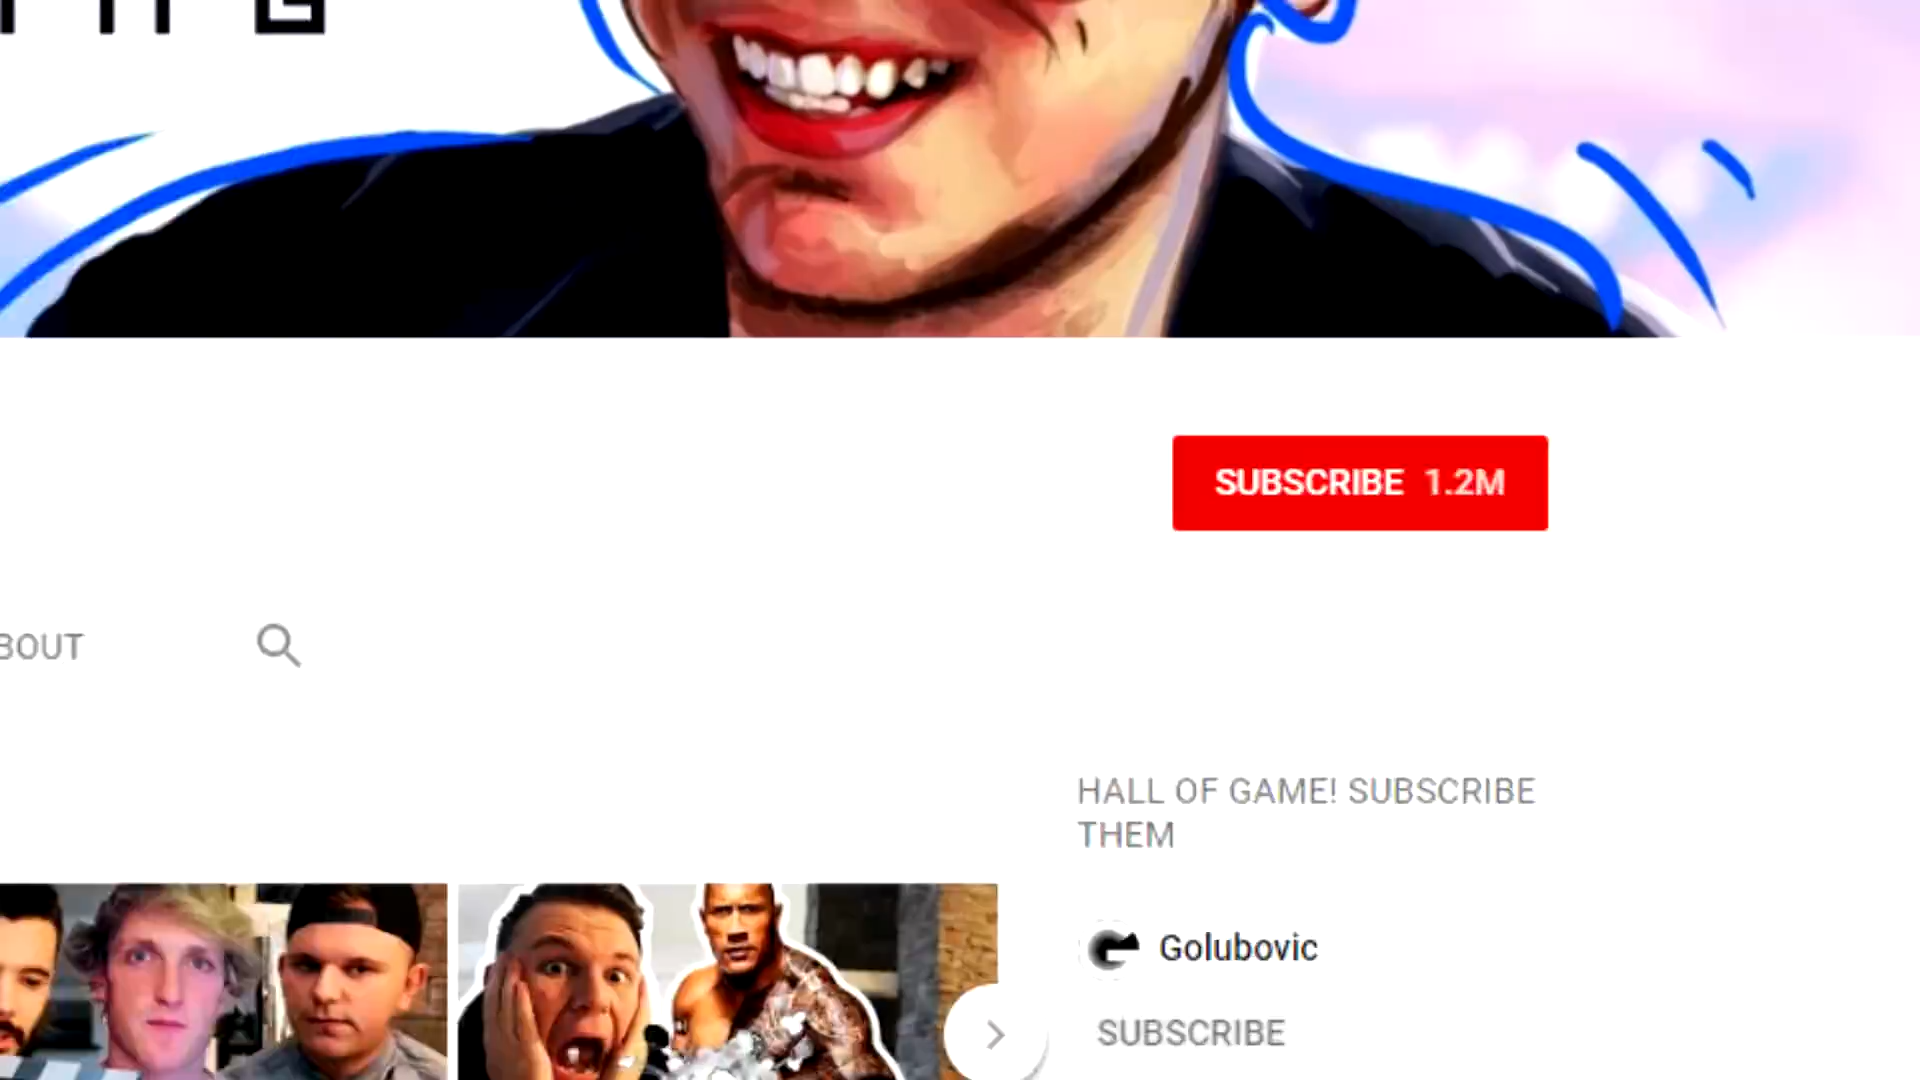 SUBSCRIBE 1.2M
BOUT
HALL OF GAME! SUBSCRIBE
THEM
Golubovic
SUBSCRIBE